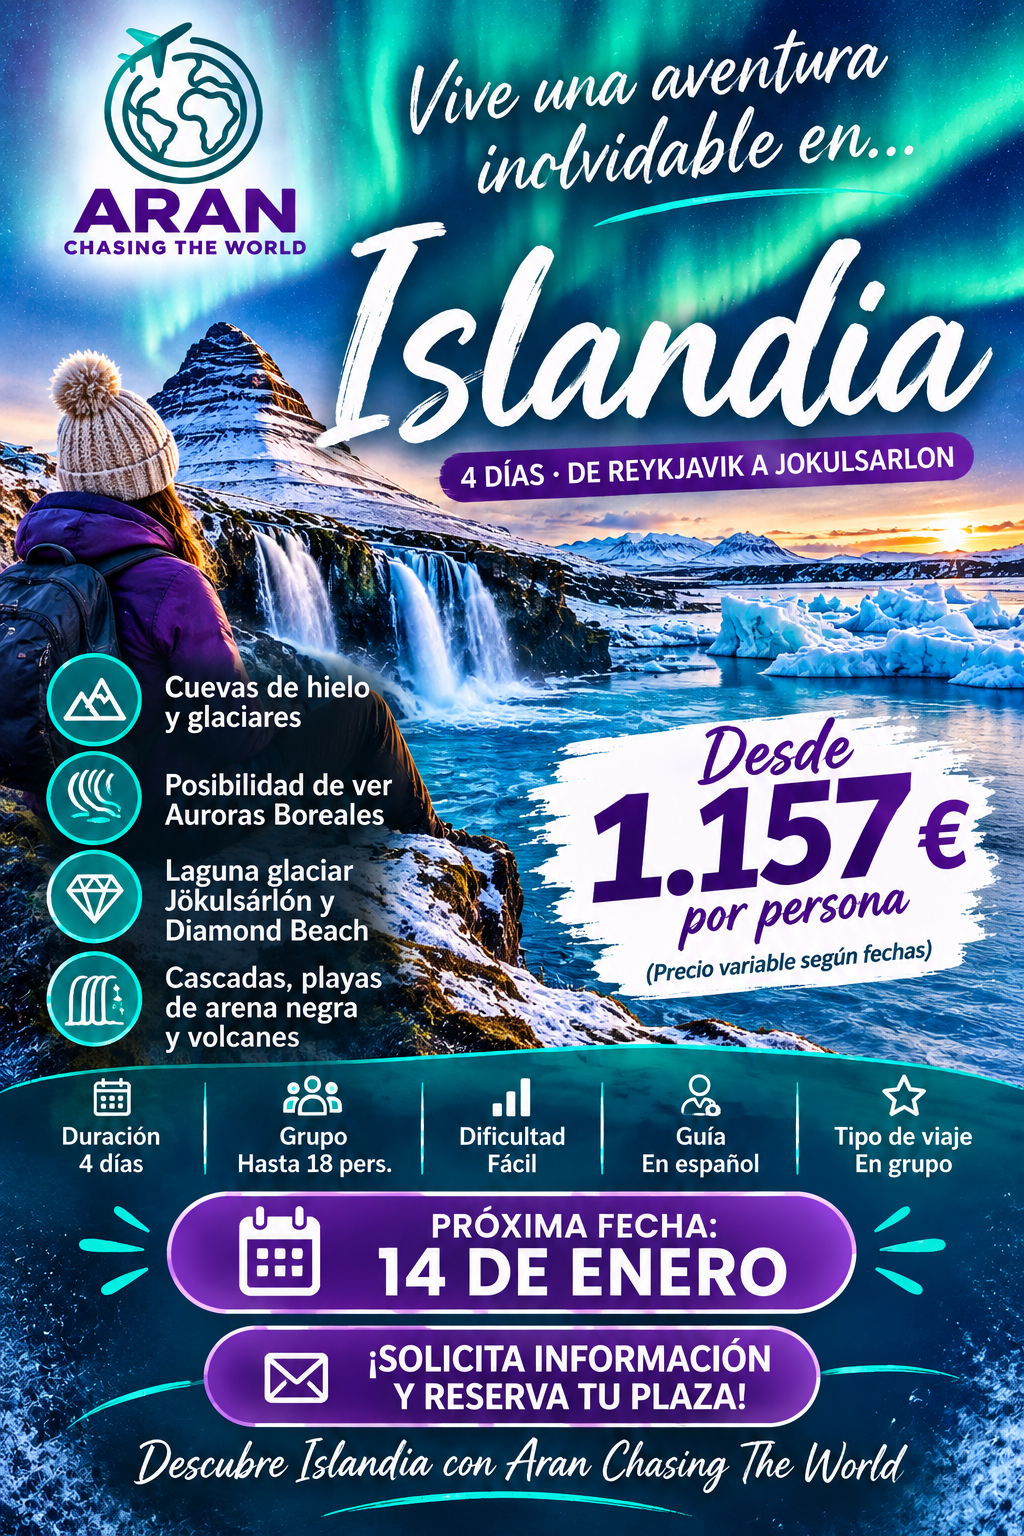 ARAN
CHASING THE WORLD
Vive una aventura
inolvidable en...
Islandia
4 DÍAS · DE REYKJAVIK A JOKULSARLON
Cuevas de hielo
y glaciares
Posibilidad de ver
Auroras Boreales
Laguna glaciar
Jökulsárlón y
Diamond Beach
Cascadas, playas
de arena negra
y volcanes
Desde
1.157 €
por persona
(Precio variable según fechas)
Duración
4 días
Grupo
Hasta 18 pers.
Dificultad
Fácil
Guía
En español
Tipo de viaje
En grupo
PRÓXIMA FECHA:
14 DE ENERO
¡SOLICITA INFORMACIÓN
Y RESERVA TU PLAZA!
Descubre Islandia con Aran Chasing The World